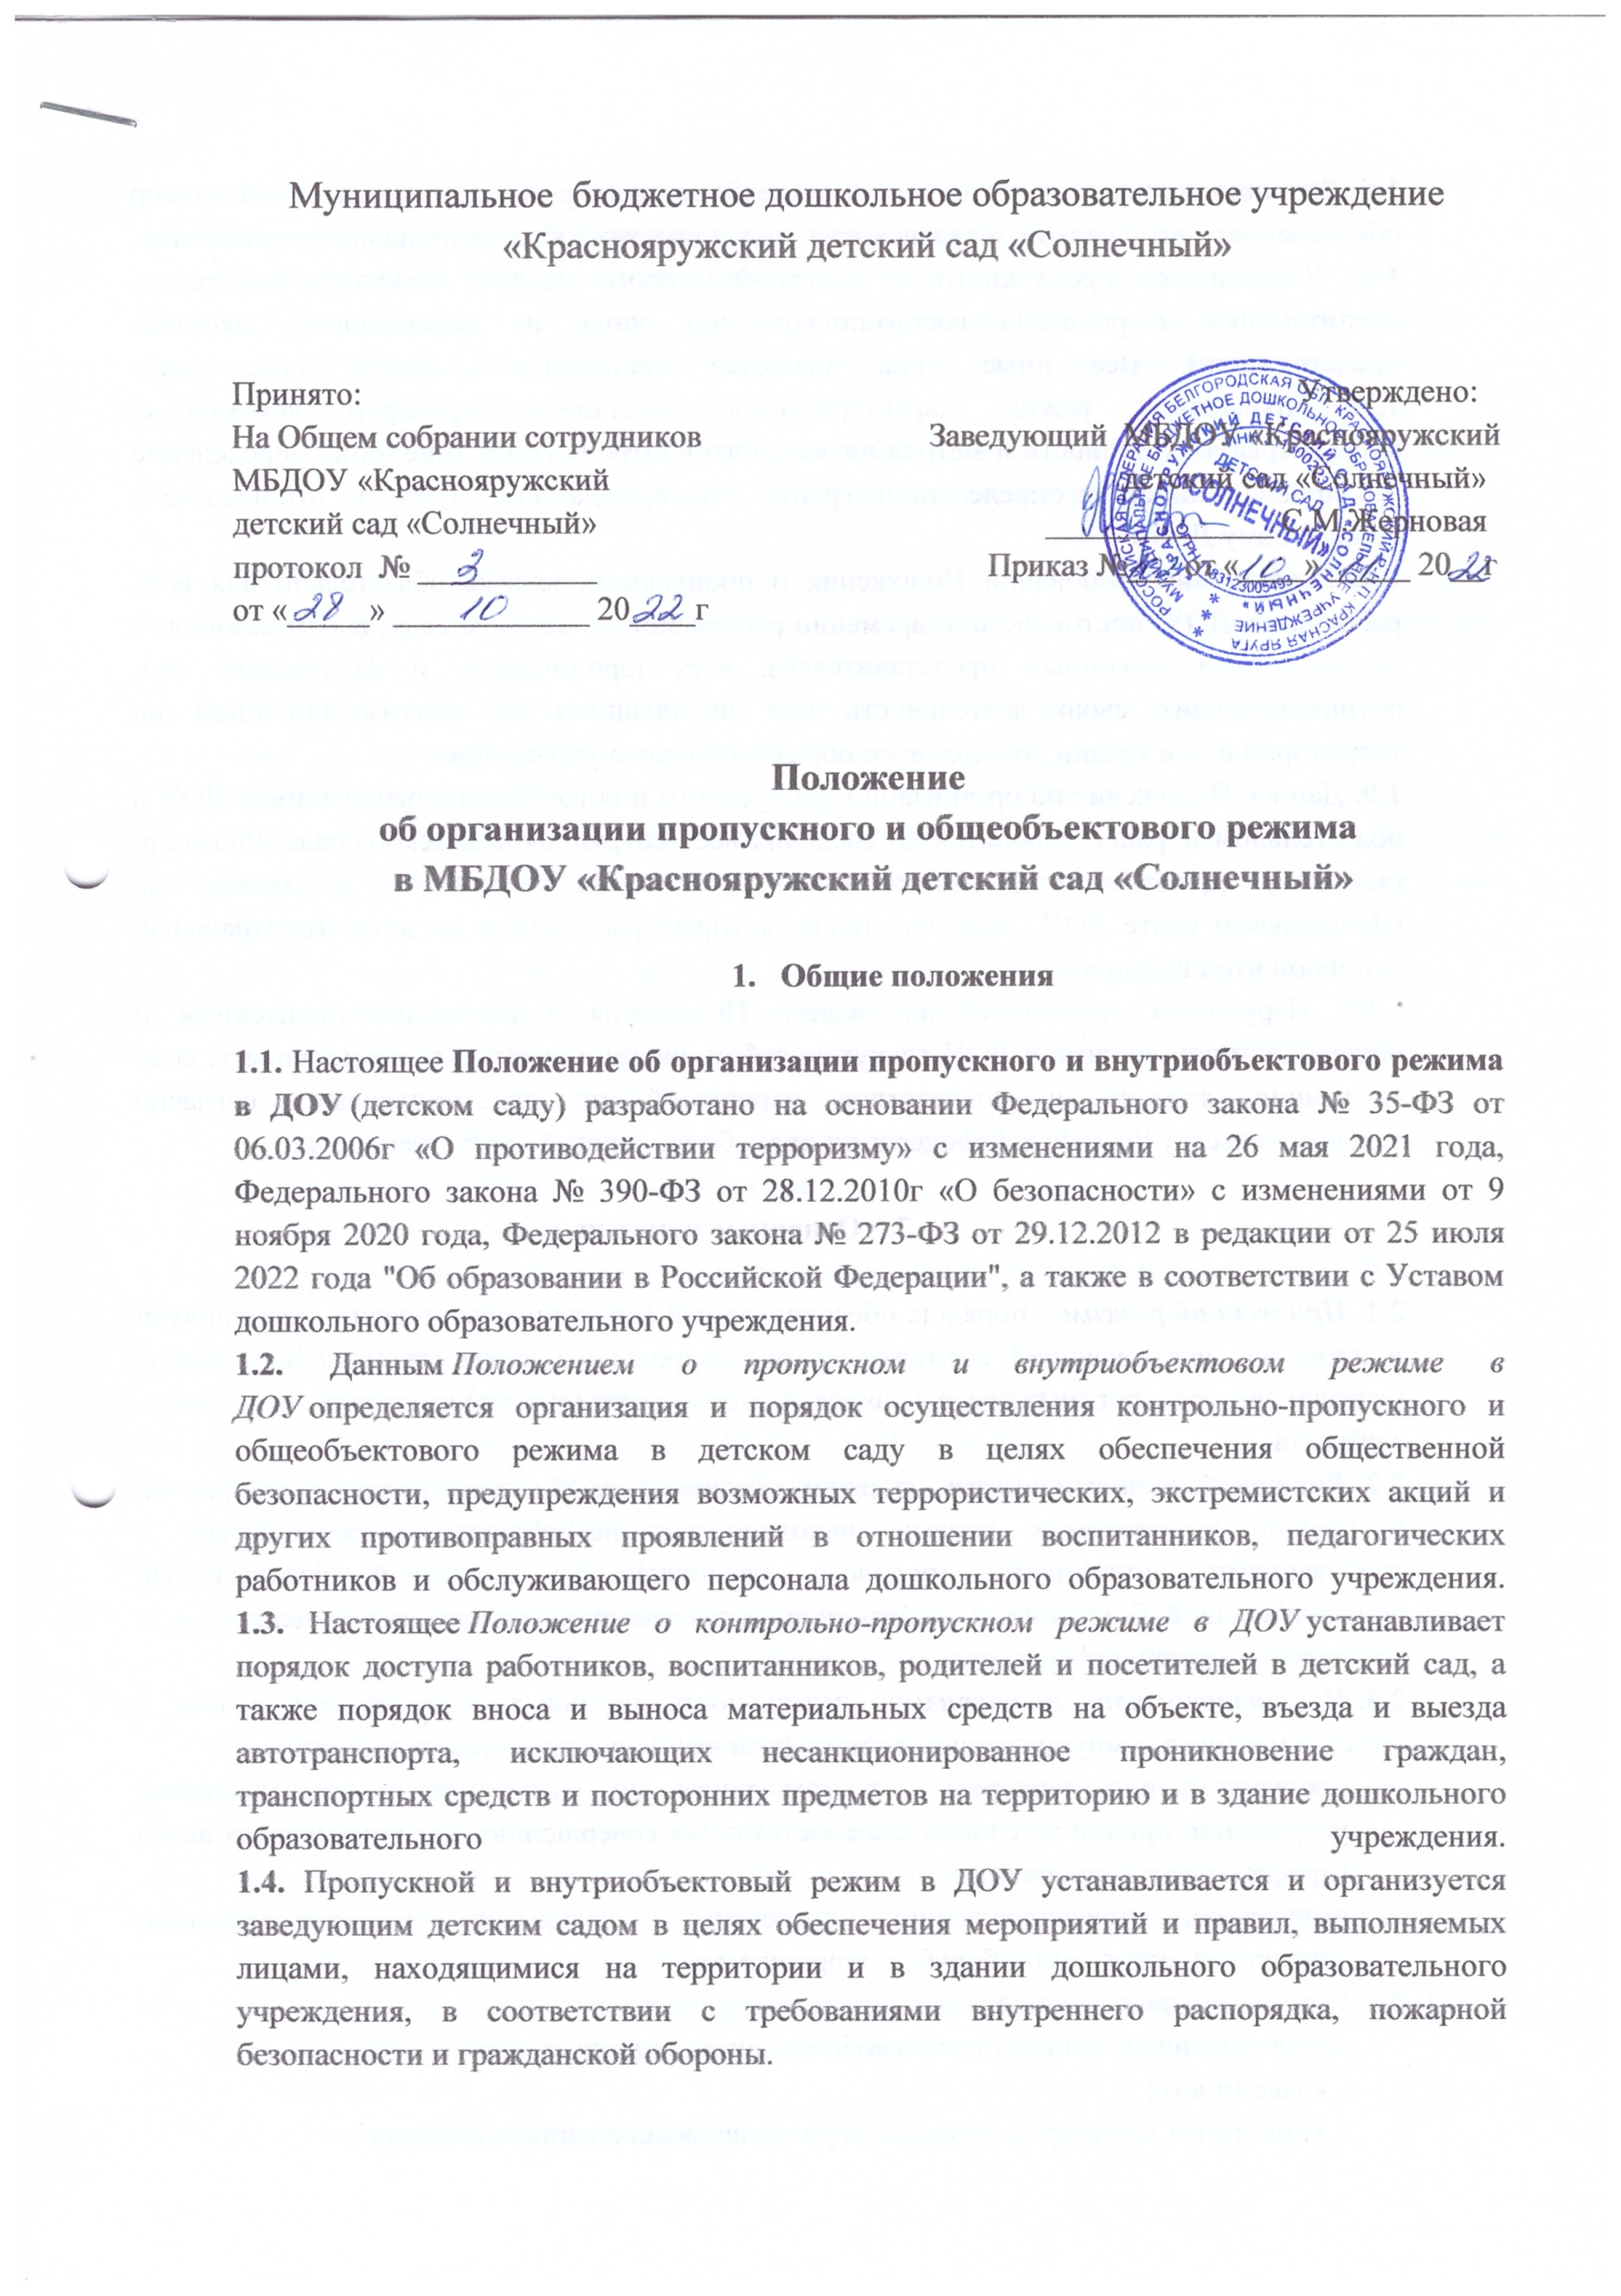 Муниципальное бюджетное дошкольное образовательное учреждение
«Краснояружский детский сад «Солнечный»
Принято:
На Общем собрании сотрудников
МБДОУ «Краснояружский
детский сад «Солнечный»
протокол № 2
от «28» 10 2022 г
Утверждено:
Заведующий МБДОУ «Краснояружский
детский сад «Солнечный»
С.М.Жерновая
Приказ № от « 10 » 2022 г
ДЕТСКИЙ САД
«СОЛНЕЧНЫЙ»
Положение
об организации пропускного и общеобъектового режима
в МБДОУ «Краснояружский детский сад «Солнечный»
1. Общие положения
1.1. Настоящее Положение об организации пропускного и внутриобъектового режима
в ДОУ (детском саду) разработано на основании Федерального закона № 35-ФЗ от
06.03.2006г «О противодействии терроризму» с изменениями на 26 мая 2021 года,
Федерального закона № 390-ФЗ от 28.12.2010г «О безопасности» с изменениями от 9
ноября 2020 года, Федерального закона № 273-ФЗ от 29.12.2012 в редакции от 25 июля
2022 года "Об образовании в Российской Федерации", а также в соответствии с Уставом
дошкольного образовательного учреждения.
1.2. Данным Положением о пропускном и внутриобъектовом режиме в
ДОУ определяется организация и порядок осуществления контрольно-пропускного и
общеобъектового режима в детском саду в целях обеспечения общественной
безопасности, предупреждения возможных террористических, экстремистских акций и
других противоправных проявлений в отношении воспитанников, педагогических
работников и обслуживающего персонала дошкольного образовательного учреждения.
1.3. Настоящее Положение о контрольно-пропускном режиме в ДОУ устанавливает
порядок доступа работников, воспитанников, родителей и посетителей в детский сад, а
также порядок вноса и выноса материальных средств на объекте, въезда и выезда
автотранспорта, исключающих несанкционированное проникновение граждан,
транспортных средств и посторонних предметов на территорию и в здание дошкольного
образовательного учреждения.
1.4. Пропускной и внутриобъектовый режим в ДОУ устанавливается и организуется
заведующим детским садом в целях обеспечения мероприятий и правил, выполняемых
лицами, находящимися на территории и в здании дошкольного образовательного
учреждения, в соответствии с требованиями внутреннего распорядка, пожарной
безопасности и гражданской обороны.